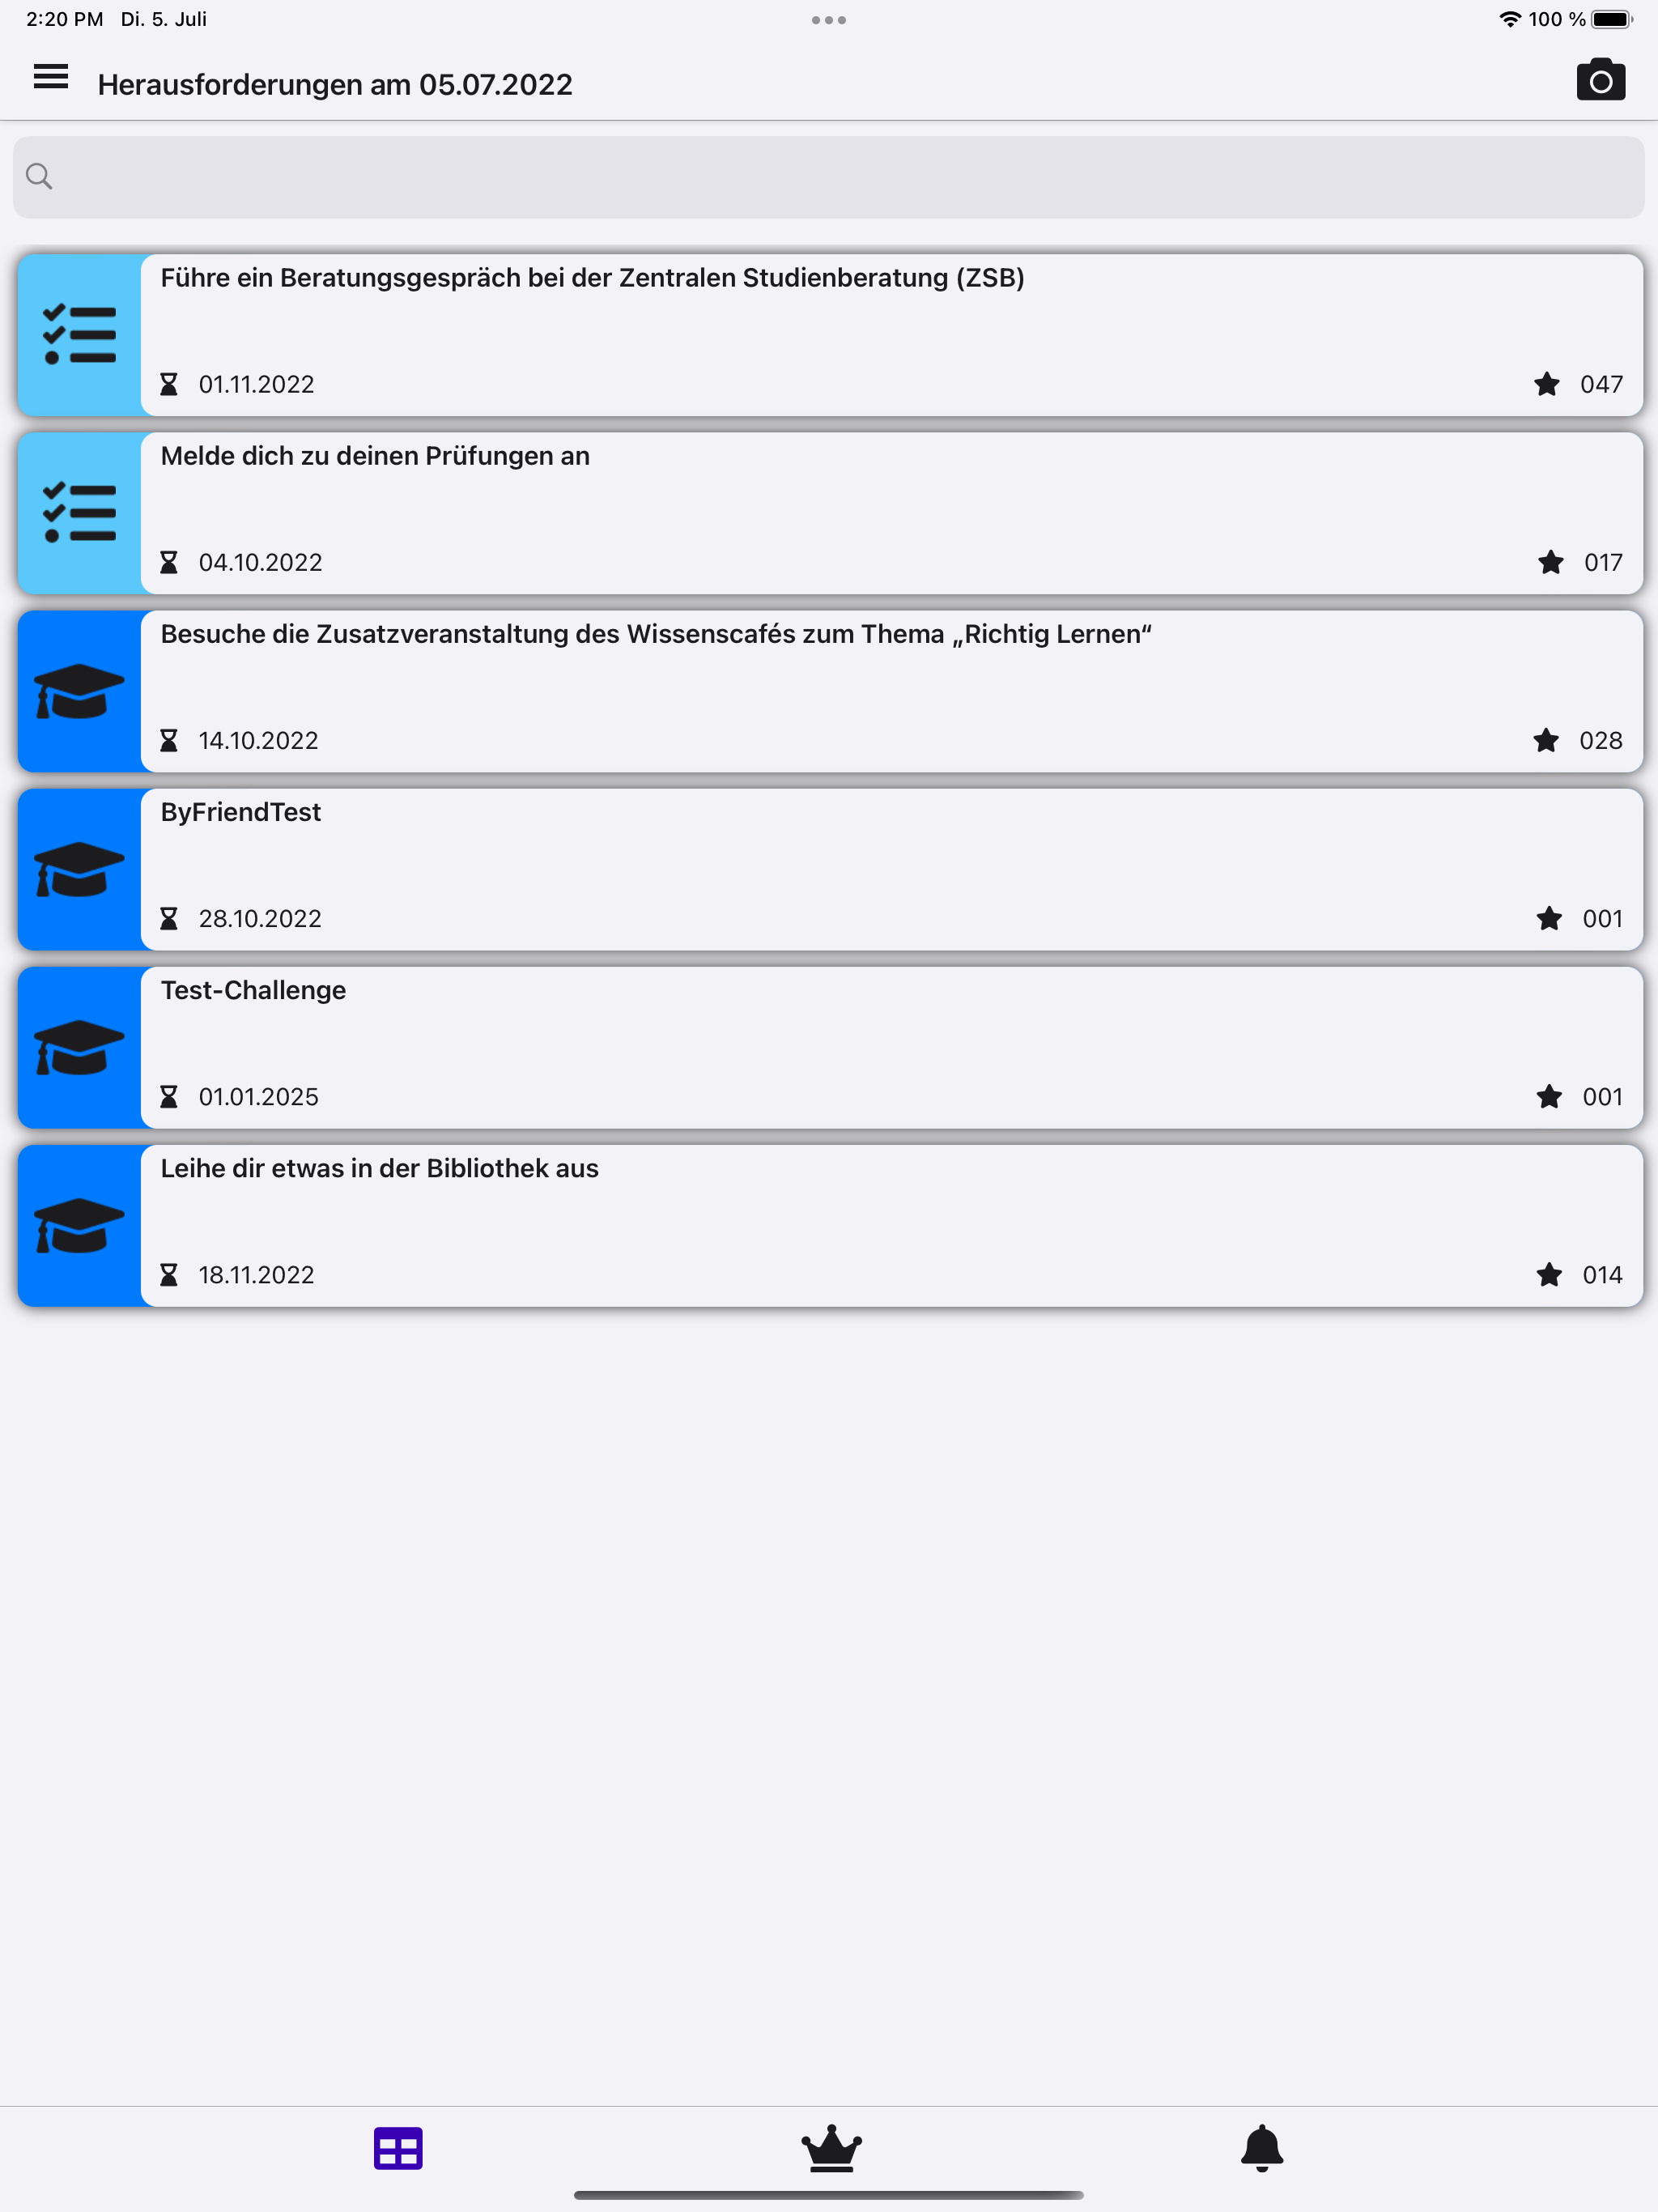 2:20 PM Di. 5. Juli
100 %
Herausforderungen am 05.07.2022
Führe ein Beratungsgespräch bei der Zentralen Studienberatung (ZSB)
01.11.2022 047
Melde dich zu deinen Prüfungen an
04.10.2022 017
Besuche die Zusatzveranstaltung des Wissenscafés zum Thema „Richtig Lernen“
14.10.2022 028
ByFriendTest
28.10.2022 001
Test-Challenge
01.01.2025 001
Leihe dir etwas in der Bibliothek aus
18.11.2022 014